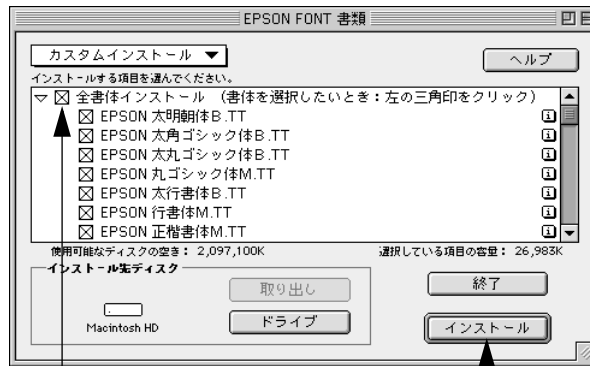 EPSON FONT 書類
カスタムインストール ▼
ヘルプ
インストールする項目を選んでください。
全書体インストール （書体を選択したいとき：左の三角印をクリック）
EPSON 太明朝体B.TT
EPSON 太角ゴシック体B.TT
EPSON 太丸ゴシック体B.TT
EPSON 丸ゴシック体M.TT
EPSON 太行書体B.TT
EPSON 行書体M.TT
EPSON 正楷書体M.TT
使用可能なディスクの空き： 2,097,100K
選択している項目の容量： 26,983K
インストール先ディスク
取り出し
終了
Macintosh HD
ドライブ
インストール